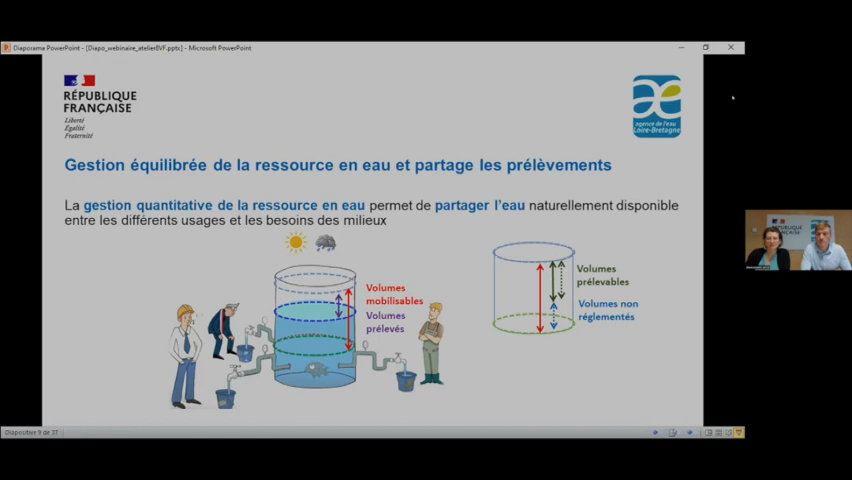 Diaporama PowerPoint - [Diapo_webinaire_atelierBVF.pptx] - Microsoft PowerPoint
RÉPUBLIQUE
FRANÇAISE
Liberté
Égalité
Fraternité
agence de l'eau
Loire-Bretagne
Gestion équilibrée de la ressource en eau et partage les prélèvements
La gestion quantitative de la ressource en eau permet de partager l'eau naturellement disponible
entre les différents usages et les besoins des milieux
Volumes
mobilisables
Volumes
prélevés
Volumes
prélevables
Volumes non
réglementés
Diapositive 9 de 37